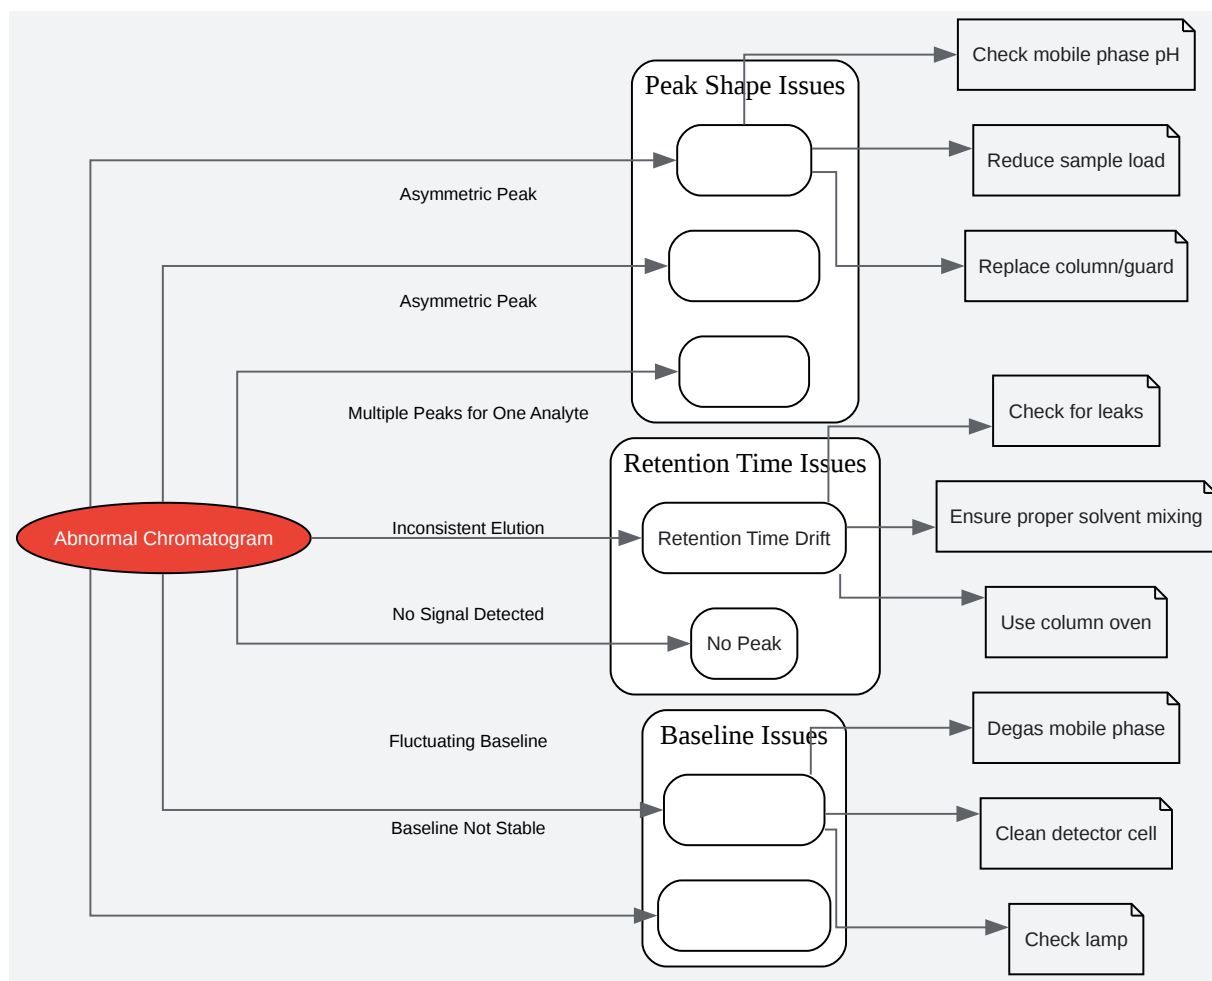 Check mobile phase pH
Peak Shape Issues
Reduce sample load
Asymmetric Peak
Replace column/guard
Asymmetric Peak
Multiple Peaks for One Analyte
Check for leaks
Retention Time Issues
Ensure proper solvent mixing
Inconsistent Elution
Abnormal Chromatogram
Retention Time Drift
No Signal Detected
Use column oven
No Peak
Degas mobile phase
Baseline Issues
Fluctuating Baseline
Baseline Not Stable
Clean detector cell
Check lamp